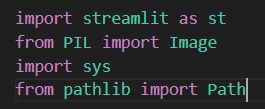 import streamlit as st
from PIL import Image
import sys
from pathlib import Path